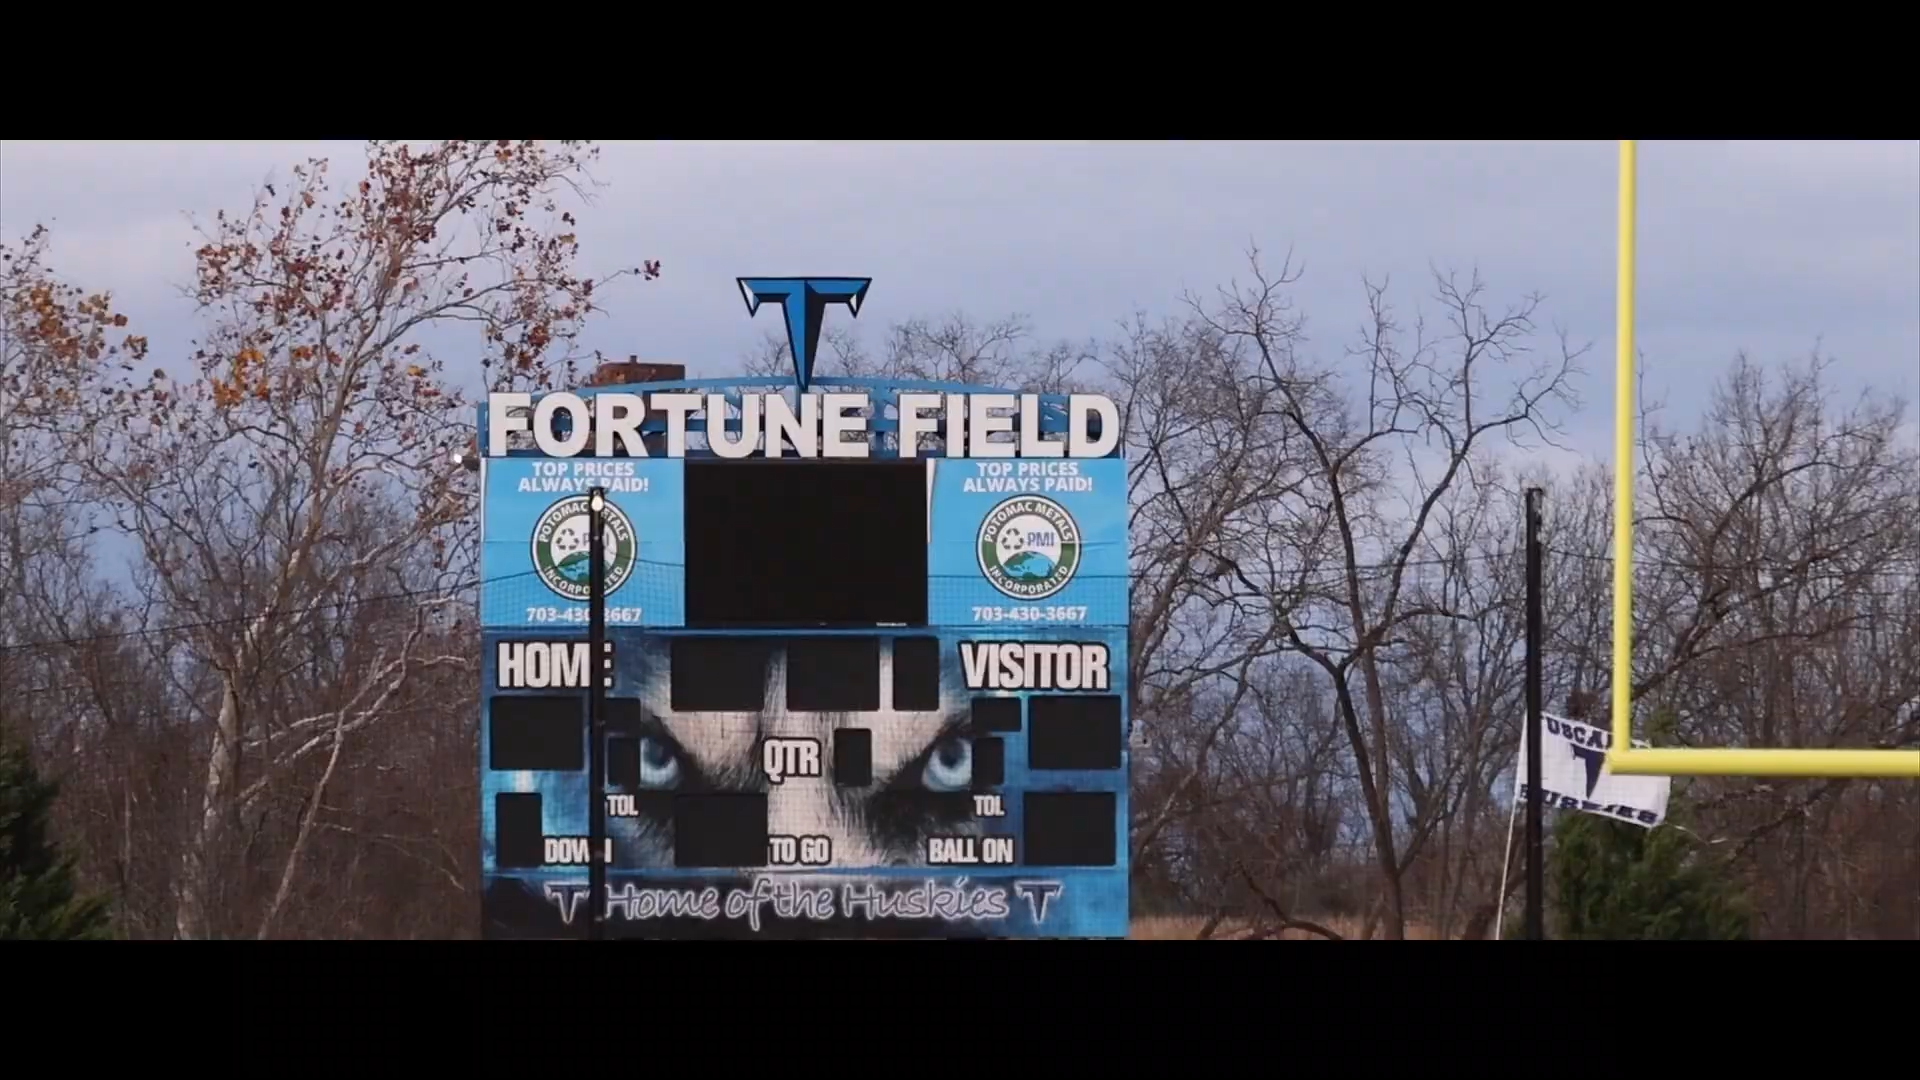 FORTUNE FIELD
TOP PRICES
ALWAYS PAID!
POTOMAC METALS
PMI
INCORPORATED
703-430-3667
TOP PRICES
ALWAYS PAID!
POTOMAC METALS
PMI
INCORPORATED
703-430-3667
HOME
VISITOR
QTR
TOL
TOL
DOWN
TO GO
BALL ON
T Home of the Huskies T